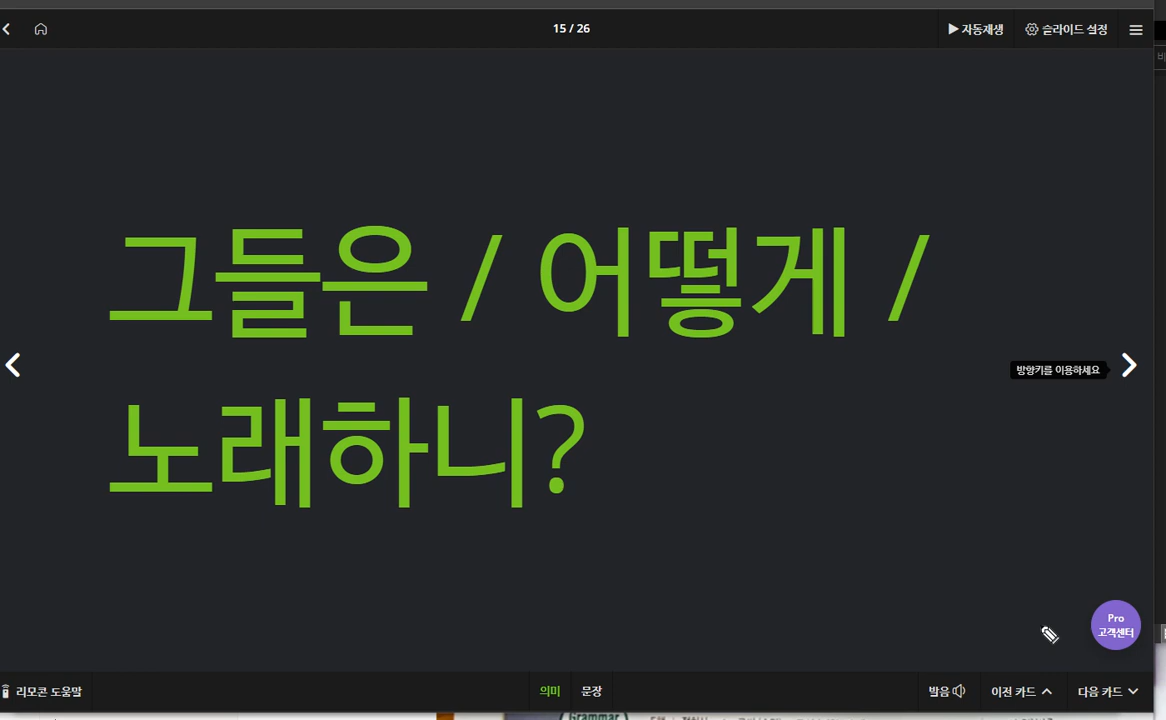 15 / 26
자동재생
슬라이드 설정
그들은 / 어떻게 /
노래하니?
방향키를 이용하세요
Pro
고객센터
리모콘 도움말
의미
문장
발음
이전 카드
다음 카드
Grammar